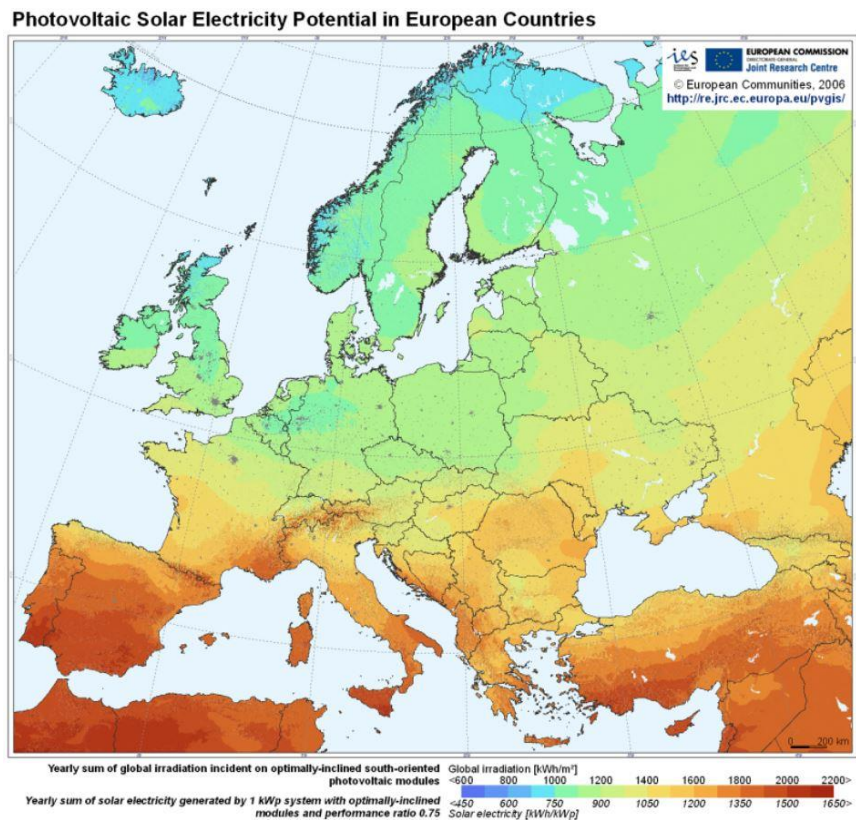 Photovoltaic Solar Electricity Potential in European Countries
ies
EUROPEAN COMMISSION
DIRECTORATE GENERAL
Joint Research Centre
© European Communities, 2006
http://re.jrc.ec.europa.eu/pvgis/
0 200 km
Yearly sum of global irradiation incident on optimally-inclined south-oriented
photovoltaic modules
Yearly sum of solar electricity generated by 1 kWp system with optimally-inclined
modules and performance ratio 0.75
Global irradiation [kWh/m²]
<600 800 1000 1200 1400 1600 1800 2000 2200>
<450 600 750 900 1050 1200 1350 1500 1650>
Solar electricity [kWh/kWp]